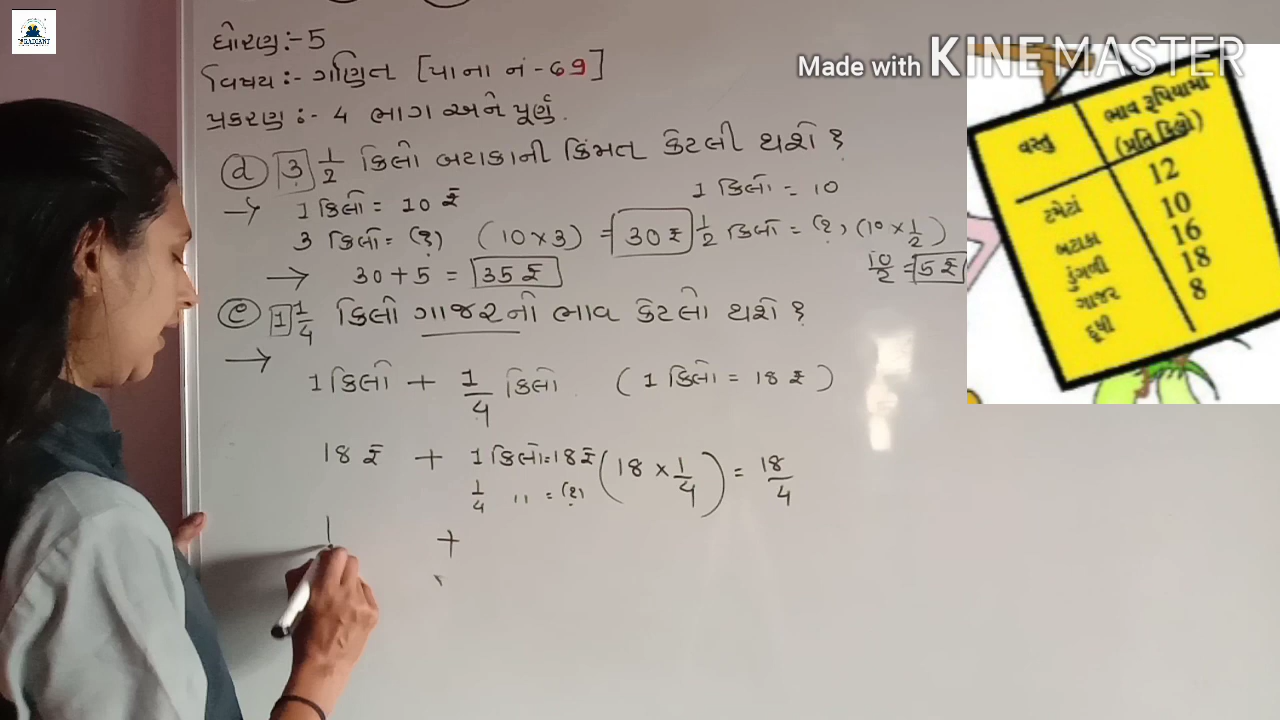 ધોરણ:- 5
વિષય:- ગણિત [પાના નં - 69]
પ્રકરણ:- 4 ભાગ અને પૂર્ણ.
(d) 3 1/2 કિલો બટાકાની કિંમત કેટલી થશે ?
→ 1 કિલો = 10 ₹
3 કિલો = (?) (10 × 3) = 30 ₹
1 કિલો = 10
1/2 કિલો = (?), (10 × 1/2)
10/2 = 5 ₹
→ 30 + 5 = 35 ₹
(e) 1 1/4 કિલો ગાજરનો ભાવ કેટલો થશે ?
→
1 કિલો + 1/4 કિલો (1 કિલો = 18 ₹)
18 ₹ + 1 કિલો = 18 ₹ (18 × 1/4) = 18/4
1/4 " = (?)
1 +
Made with KINEMASTER
વસ્તુ ભાવ રૂપિયામાં
(પ્રતિ કિલો)
ટમેટાં 12
બટાકા 10
ડુંગળી 16
ગાજર 18
દૂધી 8